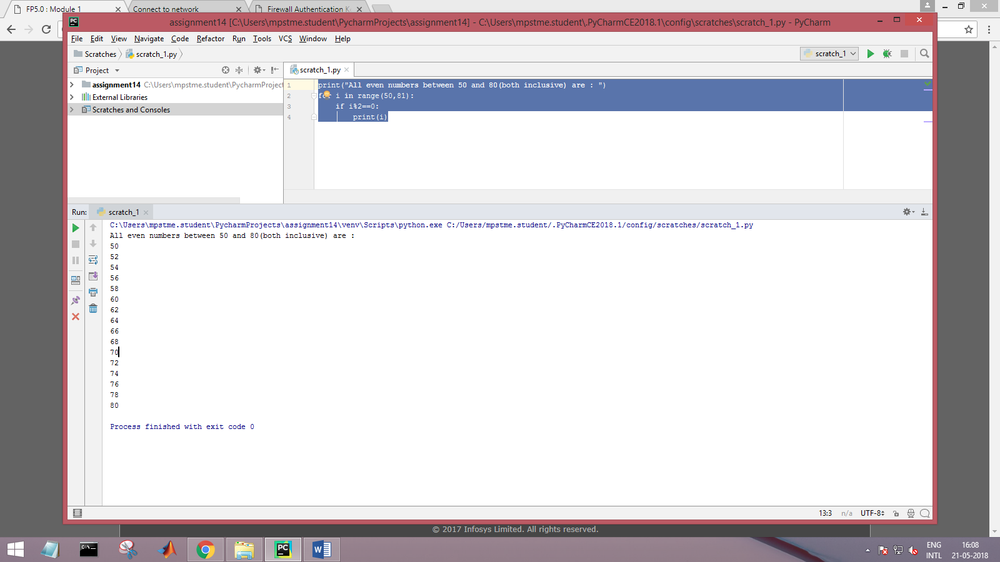 FP5.0 : Module 1
Connect to network
Firewall Authentication K
assignment14 [C:\Users\mpstme.student\PycharmProjects\assignment14] - C:\Users\mpstme.student\.PyCharmCE2018.1\config\scratches\scratch_1.py - PyCharm
File Edit View Navigate Code Refactor Run Tools VCS Window Help
Scratches scratch_1.py scratch_1
Project scratch_1.py
assignment14 C:\Users\mpstme.student\PycharmProject
External Libraries
Scratches and Consoles
1 print("All even numbers between 50 and 80(both inclusive) are : ")
2 for i in range(50,81):
3 if i%2==0:
4 print(i)
Run: scratch_1
C:\Users\mpstme.student\PycharmProjects\assignment14\venv\Scripts\python.exe C:/Users/mpstme.student/.PyCharmCE2018.1/config/scratches/scratch_1.py
All even numbers between 50 and 80(both inclusive) are :
50
52
54
56
58
60
62
64
66
68
70
72
74
76
78
80
Process finished with exit code 0
13:3 n/a UTF-8
© 2017 Infosys Limited. All rights reserved.
ENG 16:08
INTL 21-05-2018